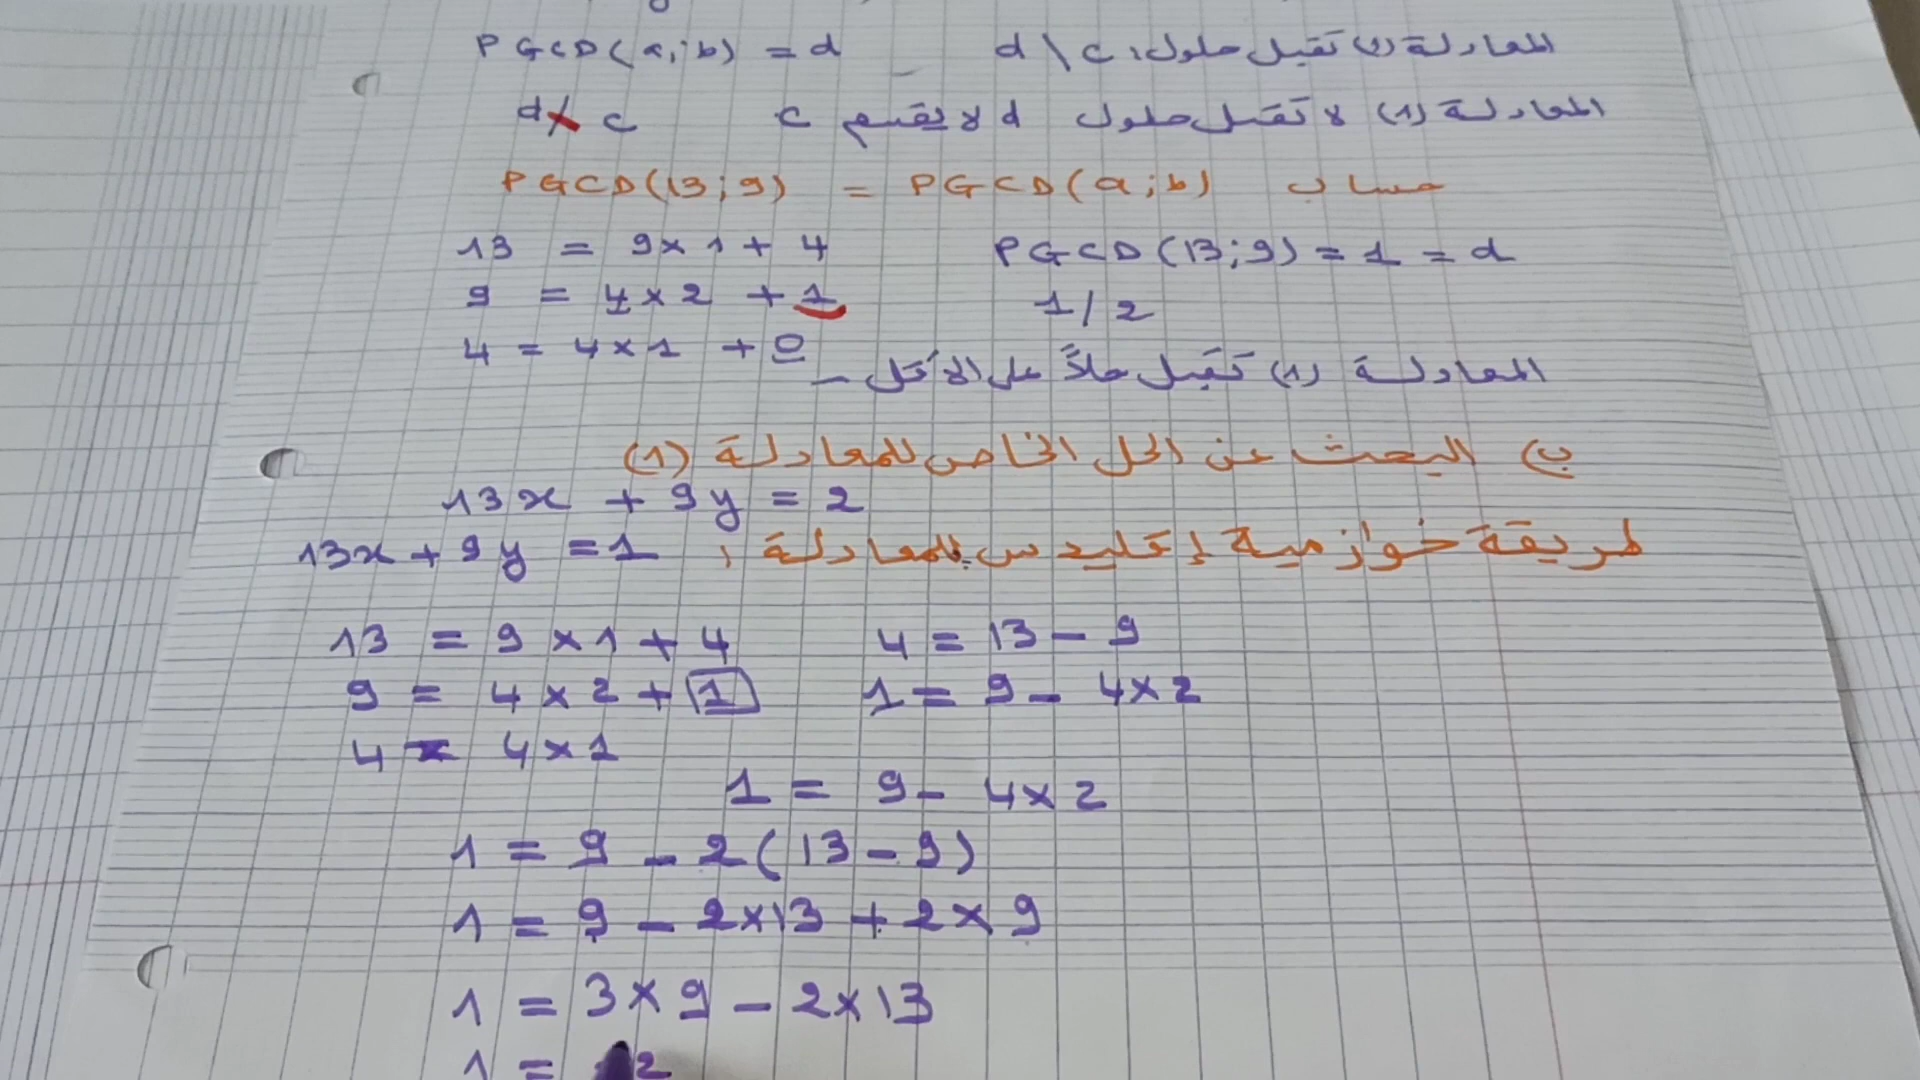 المعادلة (1) تقبل حلول، d \ c PGCD(a;b) = d
المعادلة (1) لا تقبل حلول d لا يقسم c d∤c
حساب PGCD(a;b) = PGCD(13;9)
13 = 9×1+4 PGCD(13;9) = 1 = d
9 = 4×2 +1 1/2
4 = 4×1 + 0
المعادلة (1) تقبل حلاً على الأقل _
ب) البحث عن الحل الخاص للمعادلة (1)
13x + 9y = 2
طريقة خوازمية إقليدس للمعادلة ، 13x + 9y = 1
13 = 9×1+4 4 = 13 - 9
9 = 4×2+1 1 = 9 - 4×2
4 = 4×1
1 = 9 - 4×2
1 = 9 - 2(13 - 9)
1 = 9 - 2×13 + 2×9
1 = 3×9 - 2×13
1 = 2